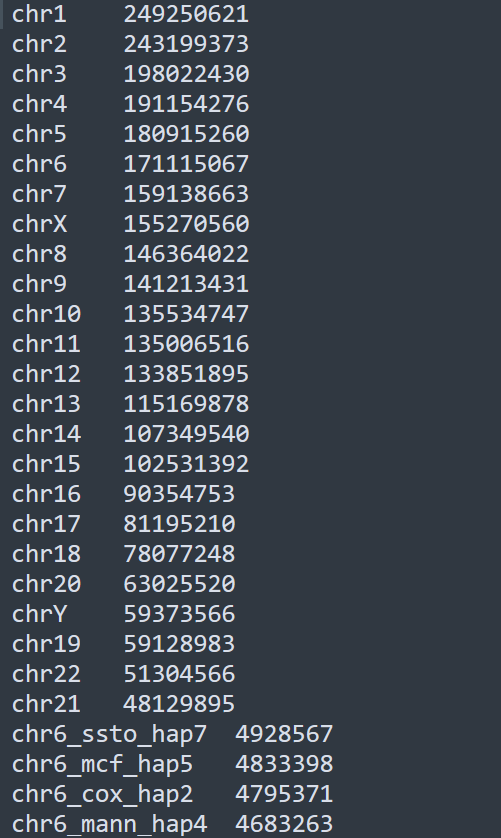 chr1	249250621
chr2	243199373
chr3	198022430
chr4	191154276
chr5	180915260
chr6	171115067
chr7	159138663
chrX	155270560
chr8	146364022
chr9	141213431
chr10	135534747
chr11	135006516
chr12	133851895
chr13	115169878
chr14	107349540
chr15	102531392
chr16	90354753
chr17	81195210
chr18	78077248
chr20	63025520
chrY	59373566
chr19	59128983
chr22	51304566
chr21	48129895
chr6_ssto_hap7	4928567
chr6_mcf_hap5	4833398
chr6_cox_hap2	4795371
chr6_mann_hap4	4683263